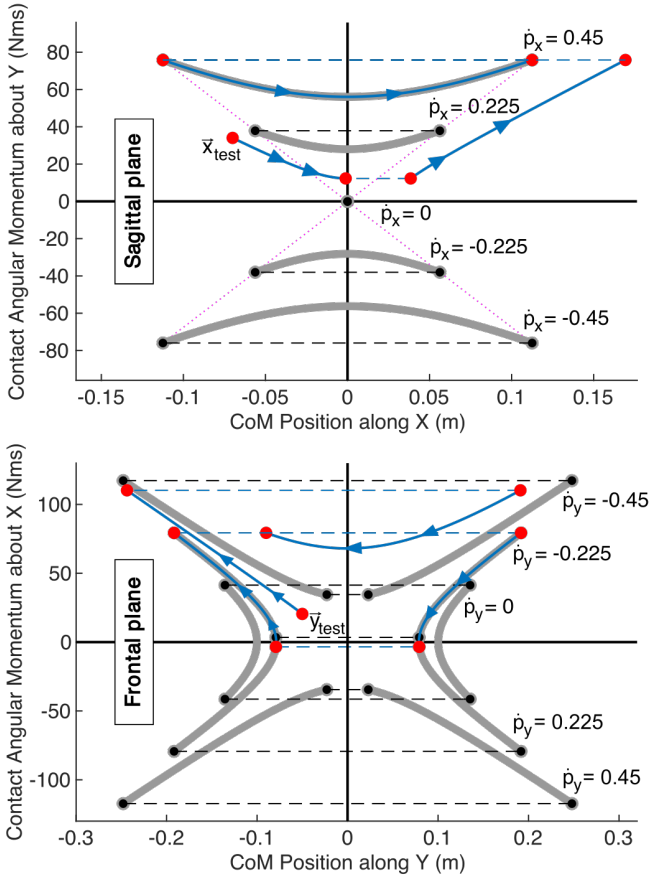 Contact Angular Momentum about Y (Nms)
80
60
40
20
0
-20
-40
-60
-80
Sagittal plane
ṗx = 0.45
ṗx = 0.225
x⃗test
ṗx = 0
ṗx = -0.225
ṗx = -0.45
-0.15
-0.1
-0.05
0
0.05
0.1
0.15
CoM Position along X (m)
Contact Angular Momentum about X (Nms)
100
50
0
-50
-100
Frontal plane
ṗy = -0.45
ṗy = -0.225
ṗy = 0
y⃗test
ṗy = 0.225
ṗy = 0.45
-0.3
-0.2
-0.1
0
0.1
0.2
0.3
CoM Position along Y (m)